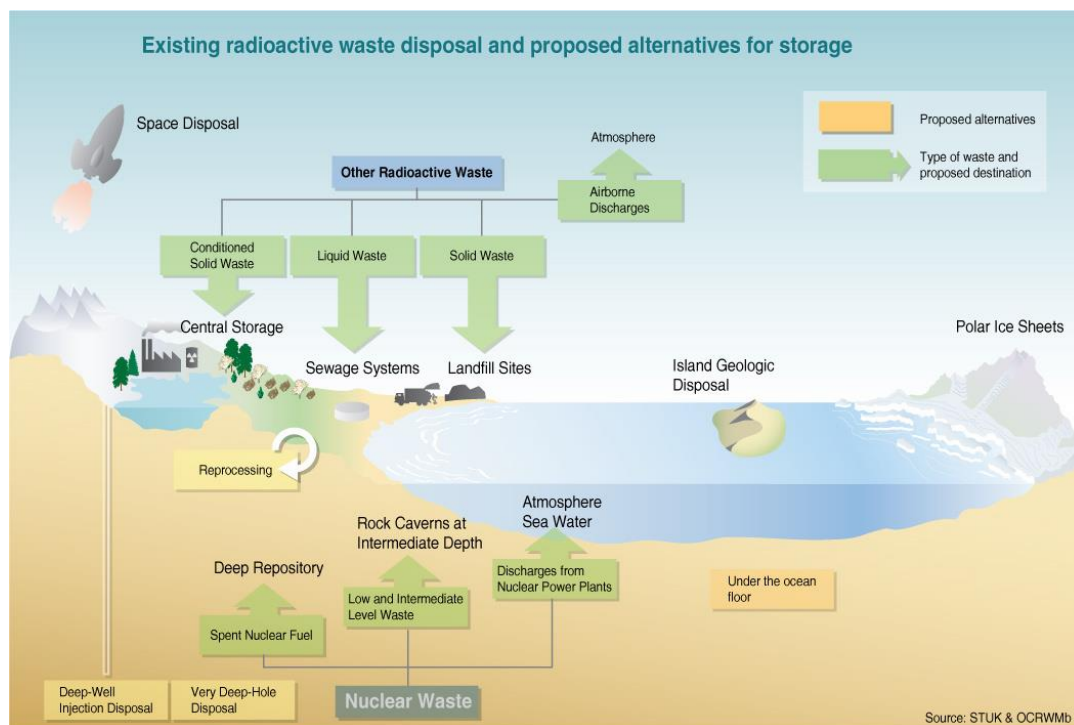 Existing radioactive waste disposal and proposed alternatives for storage
Space Disposal
Proposed alternatives
Type of waste and
proposed destination
Atmosphere
Other Radioactive Waste
Airborne
Discharges
Conditioned
Solid Waste
Liquid Waste
Solid Waste
Central Storage
Sewage Systems
Landfill Sites
Island Geologic
Disposal
Polar Ice Sheets
Reprocessing
Atmosphere
Sea Water
Rock Caverns at
Intermediate Depth
Deep Repository
Discharges from
Nuclear Power Plants
Low and Intermediate
Level Waste
Spent Nuclear Fuel
Under the ocean
floor
Deep-Well
Injection Disposal
Very Deep-Hole
Disposal
Nuclear Waste
Source: STUK & OCRWMb